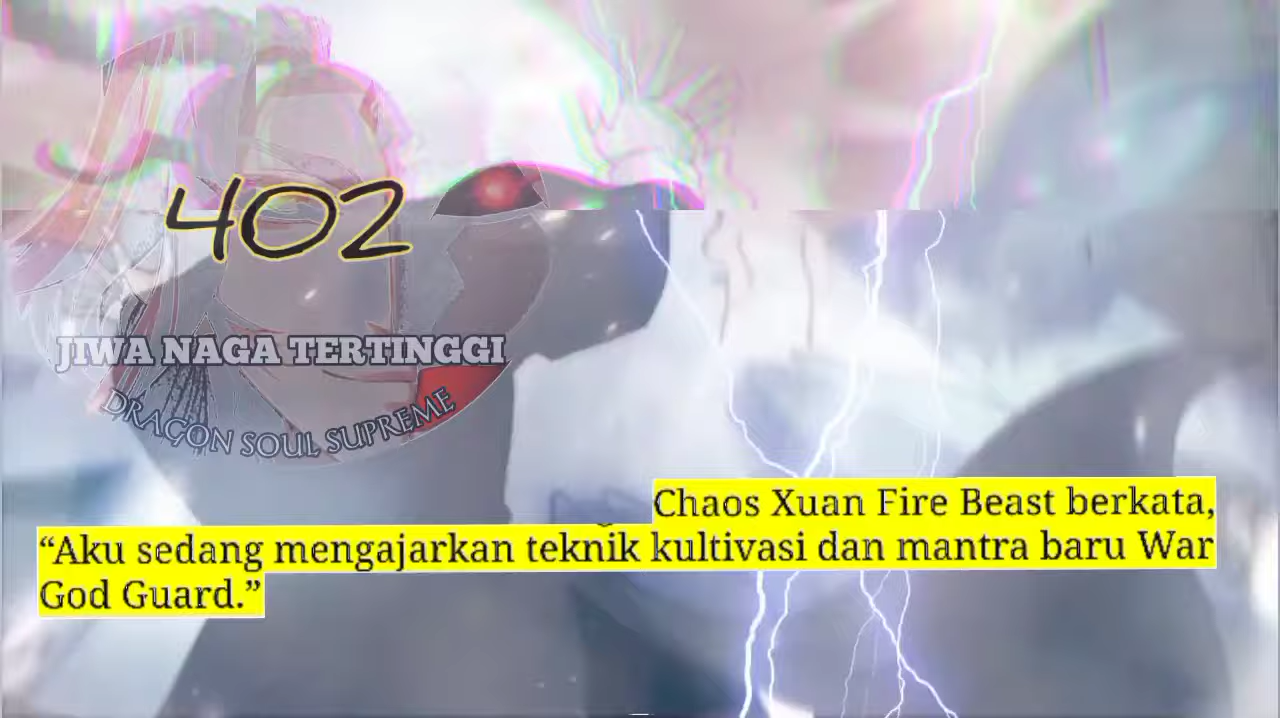 402
JIWA NAGA TERTINGGI
DRAGON SOUL SUPREME
Chaos Xuan Fire Beast berkata,
“Aku sedang mengajarkan teknik kultivasi dan mantra baru War
God Guard.”